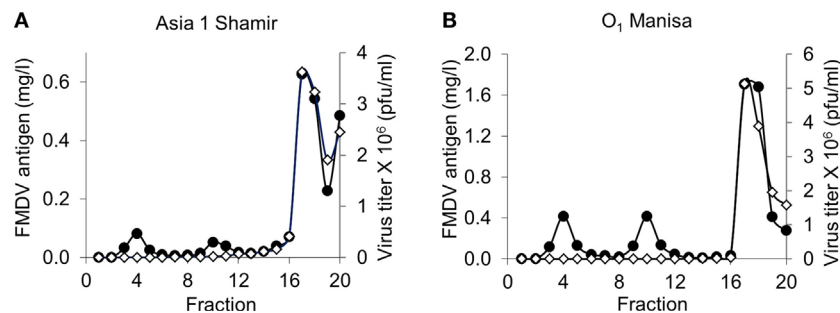 A
Asia 1 Shamir
FMDV antigen (mg/l)
0.6
0.4
0.2
0.0
4
3
2
1
0
Virus titer X 10⁶ (pfu/ml)
0 4 8 12 16 20
Fraction
B
O₁ Manisa
FMDV antigen (mg/l)
2.0
1.6
1.2
0.8
0.4
0.0
6
5
4
3
2
1
0
Virus titer X 10⁶ (pfu/ml)
0 4 8 12 16 20
Fraction